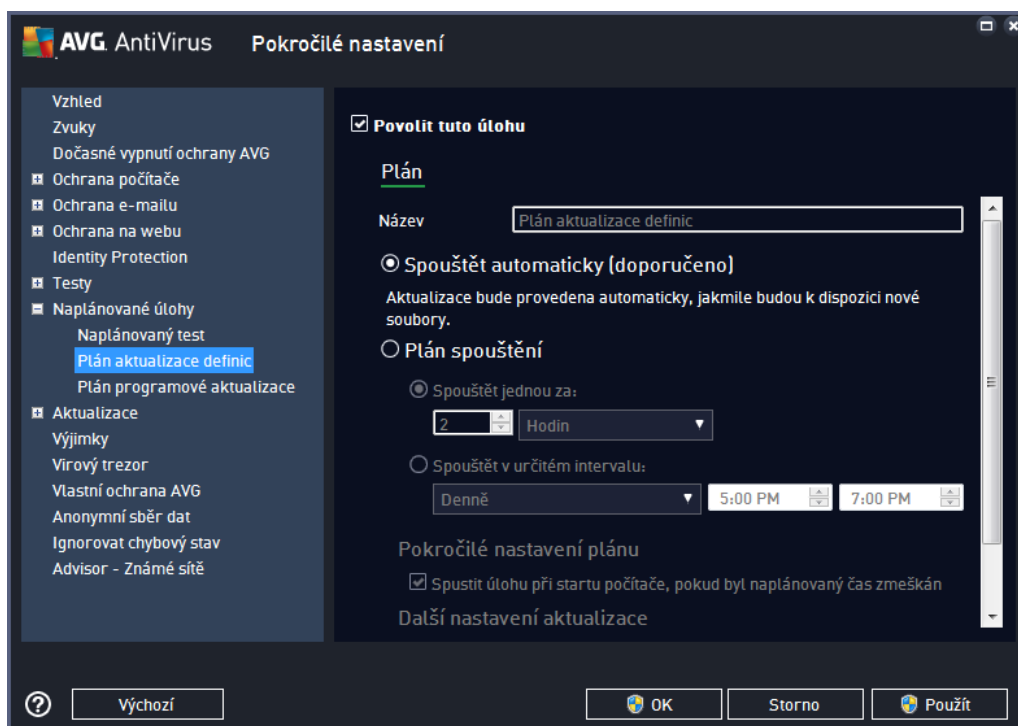 AVG. AntiVirus Pokročilé nastavení
Vzhled
Zvuky
Dočasné vypnutí ochrany AVG
Ochrana počítače
Ochrana e-mailu
Ochrana na webu
Identity Protection
Testy
Naplánované úlohy
Naplánovaný test
Plán aktualizace definic
Plán programové aktualizace
Aktualizace
Výjimky
Virový trezor
Vlastní ochrana AVG
Anonymní sběr dat
Ignorovat chybový stav
Advisor - Známé sítě
Povolit tuto úlohu
Plán
Název Plán aktualizace definic
Spouštět automaticky (doporučeno)
Aktualizace bude provedena automaticky, jakmile budou k dispozici nové
soubory.
Plán spouštění
Spouštět jednou za:
2 Hodin
Spouštět v určitém intervalu:
Denně 5:00 PM 7:00 PM
Pokročilé nastavení plánu
Spustit úlohu při startu počítače, pokud byl naplánovaný čas zmeškán
Další nastavení aktualizace
? Výchozí OK Storno Použít